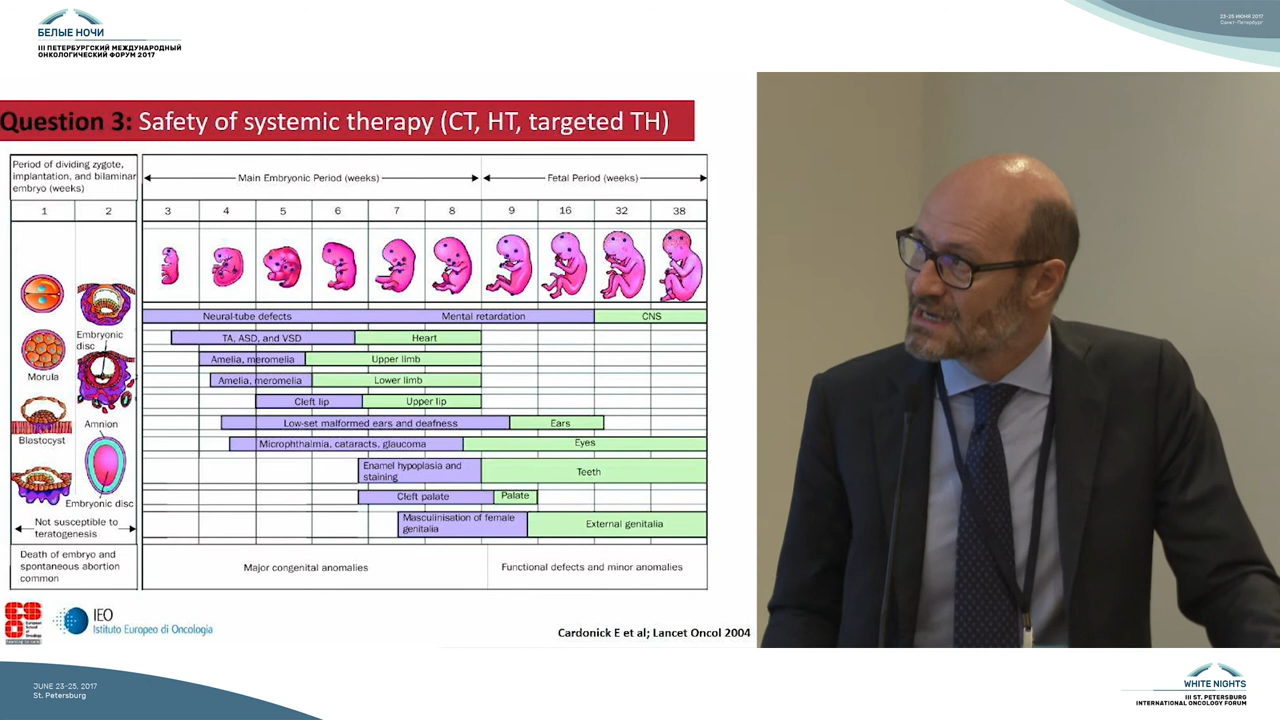 БЕЛЫЕ НОЧИ
III ПЕТЕРБУРГСКИЙ МЕЖДУНАРОДНЫЙ
ОНКОЛОГИЧЕСКИЙ ФОРУМ 2017
23-25 ИЮНЯ 2017
Санкт-Петербург
Question 3: Safety of systemic therapy (CT, HT, targeted TH)
Period of dividing zygote,
implantation, and bilaminar
embryo (weeks)
Main Embryonic Period (weeks)
Fetal Period (weeks)
1 2 3 4 5 6 7 8 9 16 32 38
Neural-tube defects
Mental retardation
CNS
TA, ASD, and VSD
Heart
Embryonic
disc
Amelia, meromelia
Upper limb
Morula
Amelia, meromelia
Lower limb
Cleft lip
Upper lip
Amnion
Low-set malformed ears and deafness
Ears
Blastocyst
Microphthalmia, cataracts, glaucoma
Eyes
Enamel hypoplasia and
staining
Teeth
Cleft palate
Palate
Embryonic disc
Masculinisation of female
genitalia
External genitalia
Not susceptible to
teratogenesis
Death of embryo and
spontaneous abortion
common
Major congenital anomalies
Functional defects and minor anomalies
IEO
Istituto Europeo di Oncologia
Cardonick E et al; Lancet Oncol 2004
JUNE 23-25, 2017
St. Petersburg
WHITE NIGHTS
III ST. PETERSBURG
INTERNATIONAL ONCOLOGY FORUM